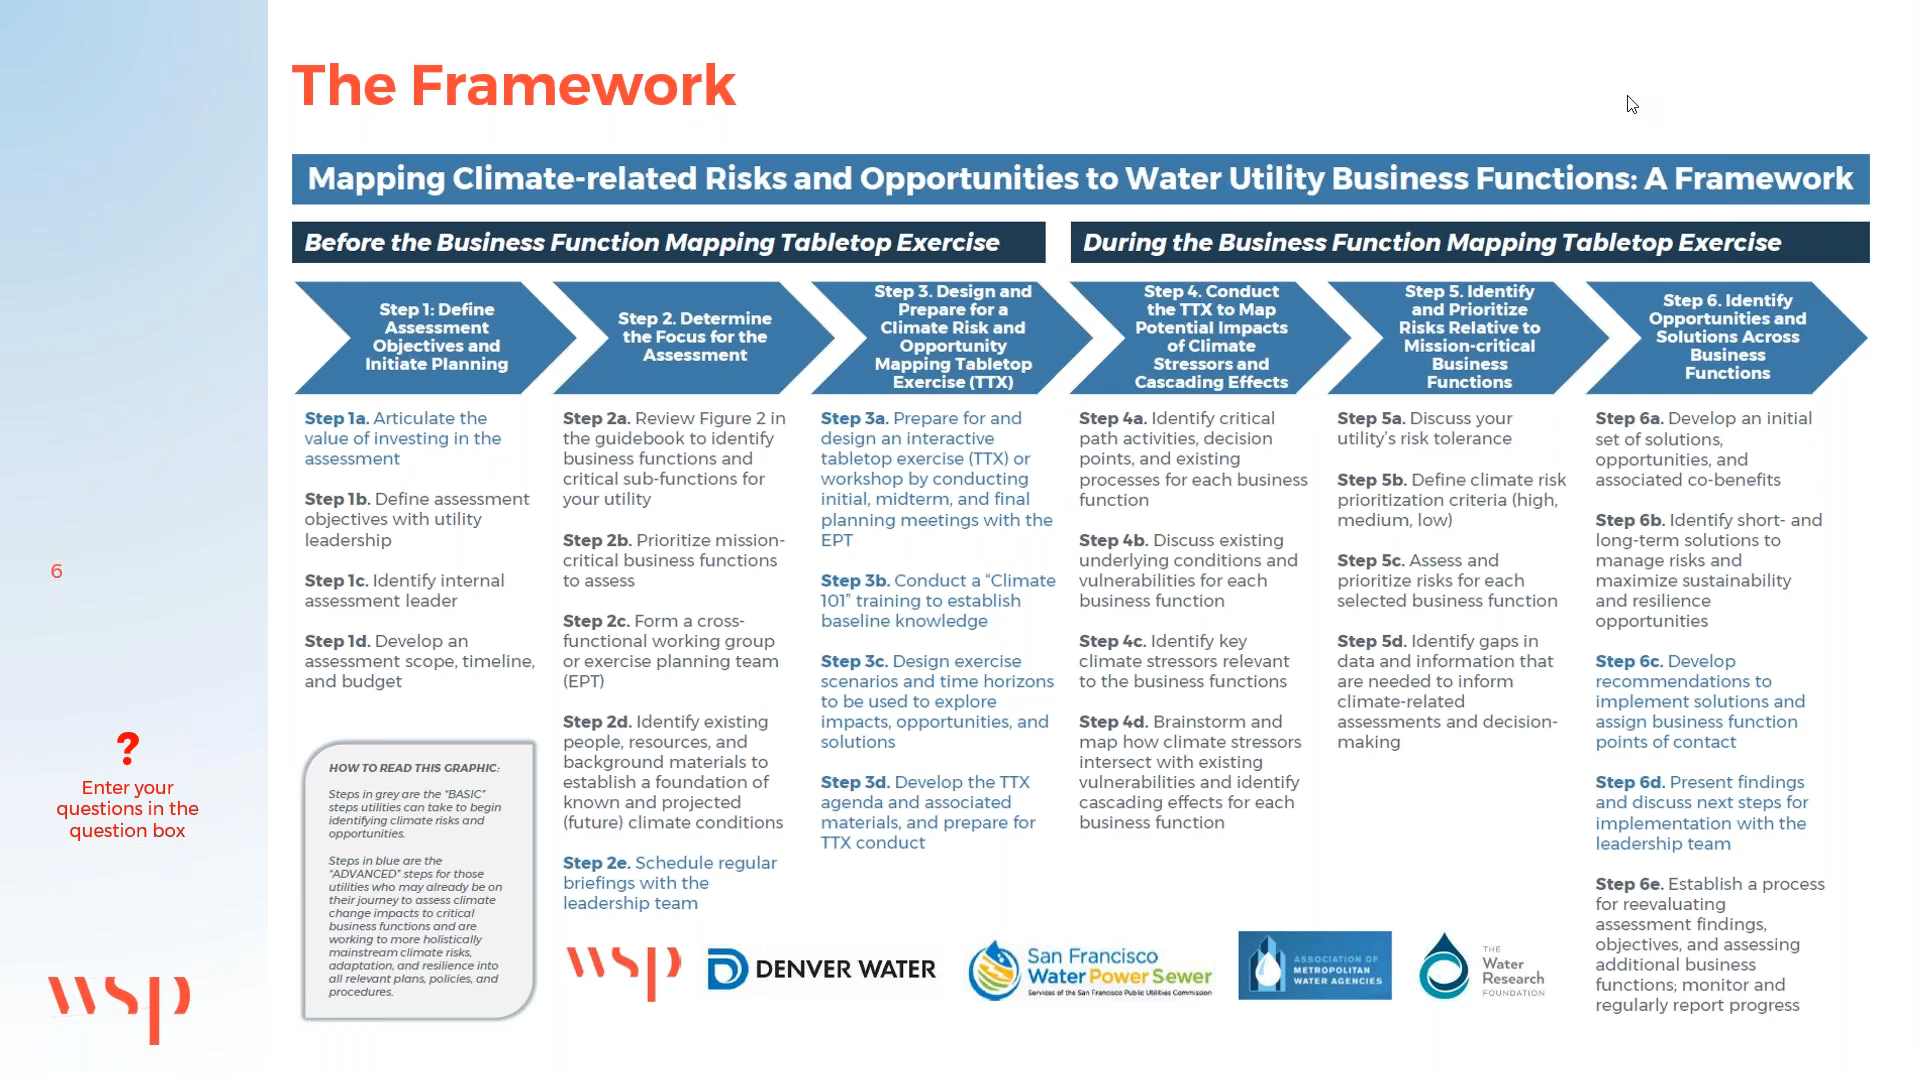 The Framework
Mapping Climate-related Risks and Opportunities to Water Utility Business Functions: A Framework
Before the Business Function Mapping Tabletop Exercise
During the Business Function Mapping Tabletop Exercise
Step 1: Define
Assessment
Objectives and
Initiate Planning
Step 2. Determine
the Focus for the
Assessment
Step 3. Design and
Prepare for a
Climate Risk and
Opportunity
Mapping Tabletop
Exercise (TTX)
Step 4. Conduct
the TTX to Map
Potential Impacts
of Climate
Stressors and
Cascading Effects
Step 5. Identify
and Prioritize
Risks Relative to
Mission-critical
Business
Functions
Step 6. Identify
Opportunities and
Solutions Across
Business
Functions
Step 1a. Articulate the
value of investing in the
assessment
Step 1b. Define assessment
objectives with utility
leadership
Step 1c. Identify internal
assessment leader
Step 1d. Develop an
assessment scope, timeline,
and budget
HOW TO READ THIS GRAPHIC:
Steps in grey are the "BASIC"
steps utilities can take to begin
identifying climate risks and
opportunities.
Steps in blue are the
"ADVANCED" steps for those
utilities who may already be on
their journey to assess climate
change impacts to critical
business functions and are
working to more holistically
mainstream climate risks,
adaptation, and resilience into
all relevant plans, policies, and
procedures.
Step 2a. Review Figure 2 in
the guidebook to identify
business functions and
critical sub-functions for
your utility
Step 2b. Prioritize mission-
critical business functions
to assess
Step 2c. Form a cross-
functional working group
or exercise planning team
(EPT)
Step 2d. Identify existing
people, resources, and
background materials to
establish a foundation of
known and projected
(future) climate conditions
Step 2e. Schedule regular
briefings with the
leadership team
Step 3a. Prepare for and
design an interactive
tabletop exercise (TTX) or
workshop by conducting
initial, midterm, and final
planning meetings with the
EPT
Step 3b. Conduct a “Climate
101” training to establish
baseline knowledge
Step 3c. Design exercise
scenarios and time horizons
to be used to explore
impacts, opportunities, and
solutions
Step 3d. Develop the TTX
agenda and associated
materials, and prepare for
TTX conduct
Step 4a. Identify critical
path activities, decision
points, and existing
processes for each business
function
Step 4b. Discuss existing
underlying conditions and
vulnerabilities for each
business function
Step 4c. Identify key
climate stressors relevant
to the business functions
Step 4d. Brainstorm and
map how climate stressors
intersect with existing
vulnerabilities and identify
cascading effects for each
business function
Step 5a. Discuss your
utility’s risk tolerance
Step 5b. Define climate risk
prioritization criteria (high,
medium, low)
Step 5c. Assess and
prioritize risks for each
selected business function
Step 5d. Identify gaps in
data and information that
are needed to inform
climate-related
assessments and decision-
making
Step 6a. Develop an initial
set of solutions,
opportunities, and
associated co-benefits
Step 6b. Identify short- and
long-term solutions to
manage risks and
maximize sustainability
and resilience
opportunities
Step 6c. Develop
recommendations to
implement solutions and
assign business function
points of contact
Step 6d. Present findings
and discuss next steps for
implementation with the
leadership team
Step 6e. Establish a process
for reevaluating
assessment findings,
objectives, and assessing
additional business
functions; monitor and
regularly report progress
6
?
Enter your
questions in the
question box
wsp
wsp
DENVER WATER
San Francisco
Water Power Sewer
Services of the San Francisco Public Utilities Commission
ASSOCIATION OF
METROPOLITAN
WATER AGENCIES
THE
Water
Research
FOUNDATION